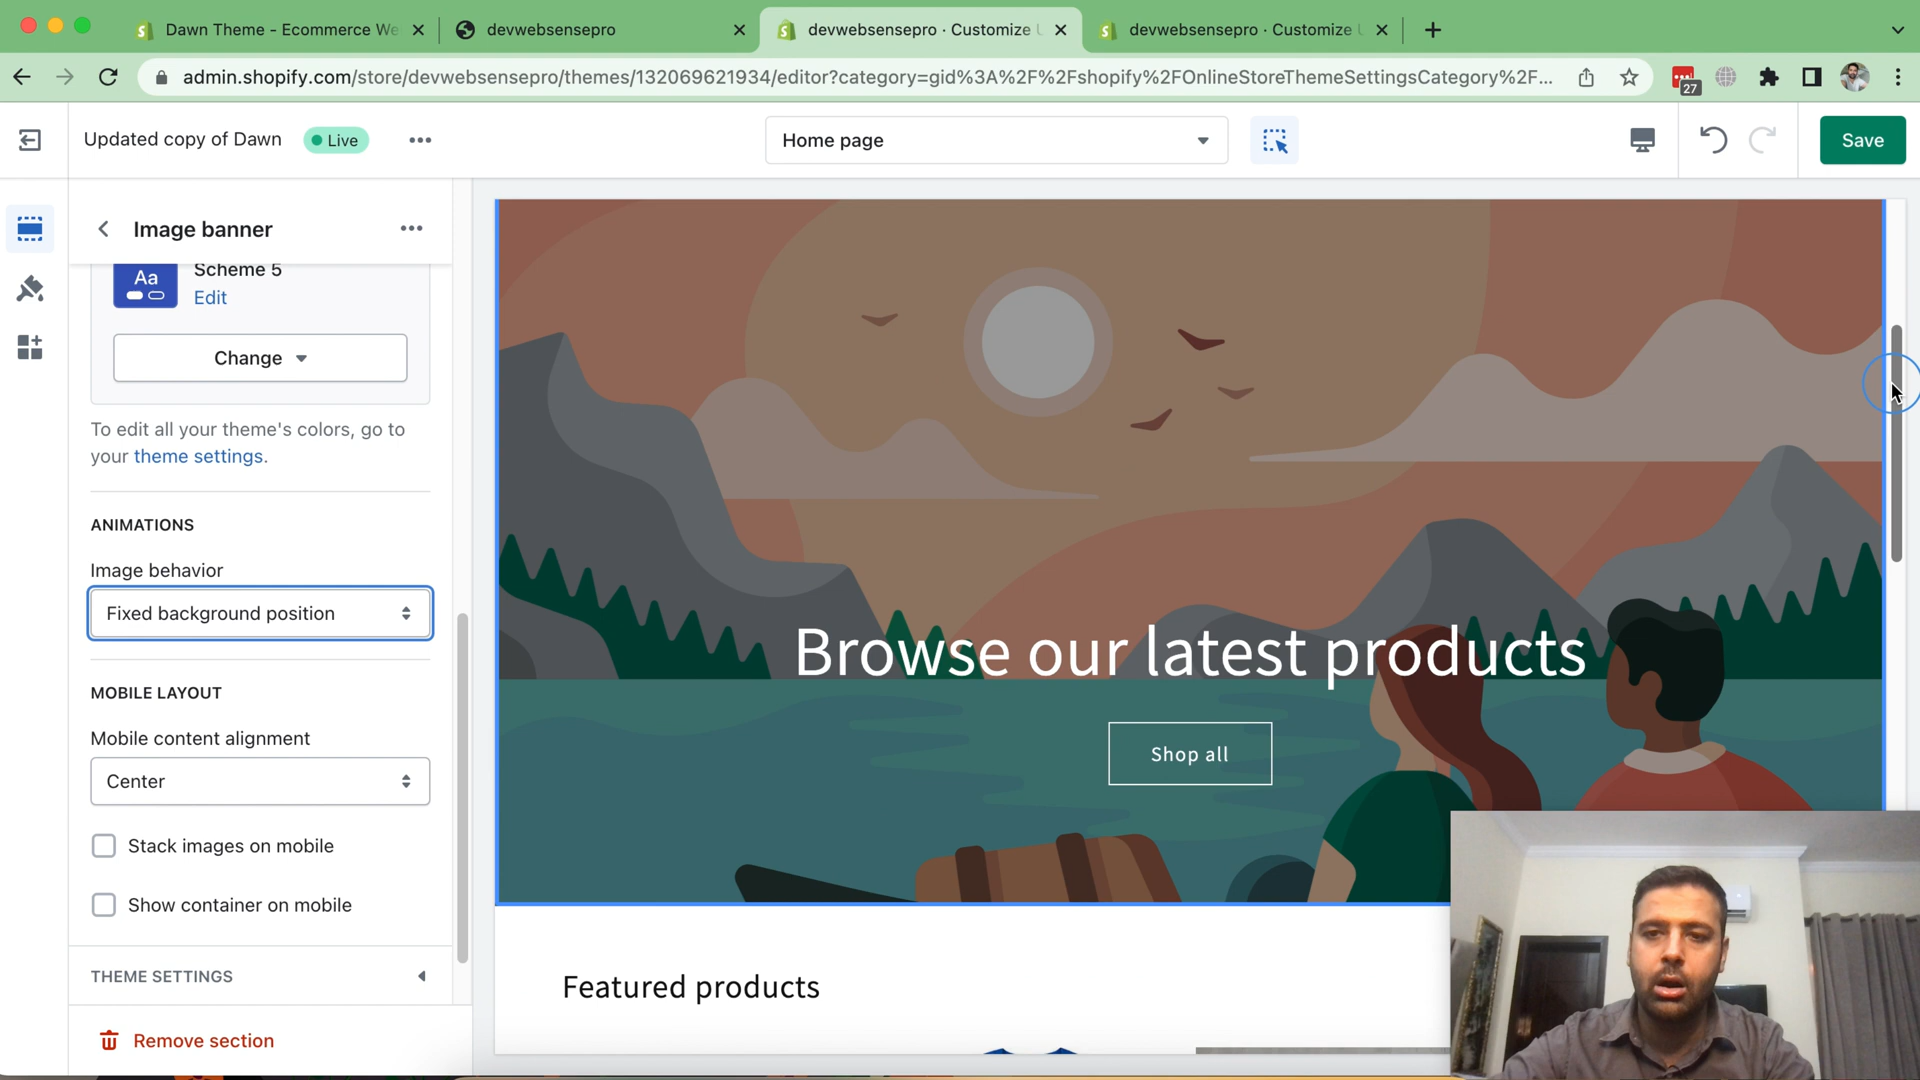 Dawn Theme - Ecommerce We
devwebsensepro
devwebsensepro · Customize
devwebsensepro · Customize
admin.shopify.com/store/devwebsensepro/themes/132069621934/editor?category=gid%3A%2F%2Fshopify%2FOnlineStoreThemeSettingsCategory%2F...
27
Updated copy of Dawn
Live
Home page
Save
Image banner
Aa
Scheme 5
Edit
Change
To edit all your theme's colors, go to
your theme settings.
ANIMATIONS
Image behavior
Fixed background position
MOBILE LAYOUT
Mobile content alignment
Center
Stack images on mobile
Show container on mobile
THEME SETTINGS
Remove section
Browse our latest products
Shop all
Featured products